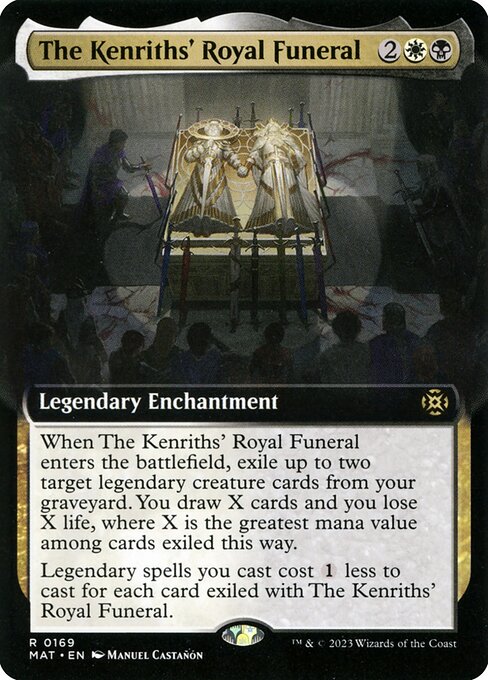 The Kenriths' Royal Funeral 2
Legendary Enchantment
When The Kenriths' Royal Funeral
enters the battlefield, exile up to two
target legendary creature cards from your
graveyard. You draw X cards and you lose
X life, where X is the greatest mana value
among cards exiled this way.
Legendary spells you cast cost 1 less to
cast for each card exiled with The Kenriths'
Royal Funeral.
R 0169
MAT • EN Manuel Castañón
™ & © 2023 Wizards of the Coast